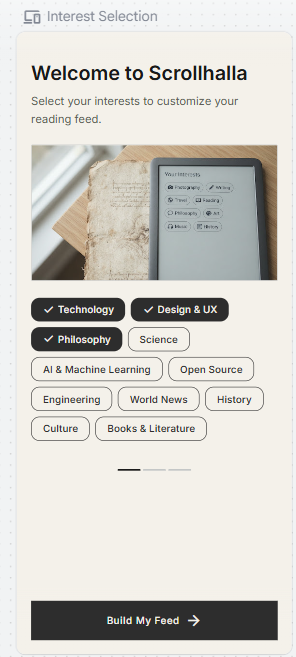 Interest Selection
Welcome to Scrollhalla
Select your interests to customize your
reading feed.
Your Interests
Photography Writing
Travel Reading
Philosophy Art
Music History
Technology Design & UX
Philosophy Science
AI & Machine Learning Open Source
Engineering World News History
Culture Books & Literature
Build My Feed